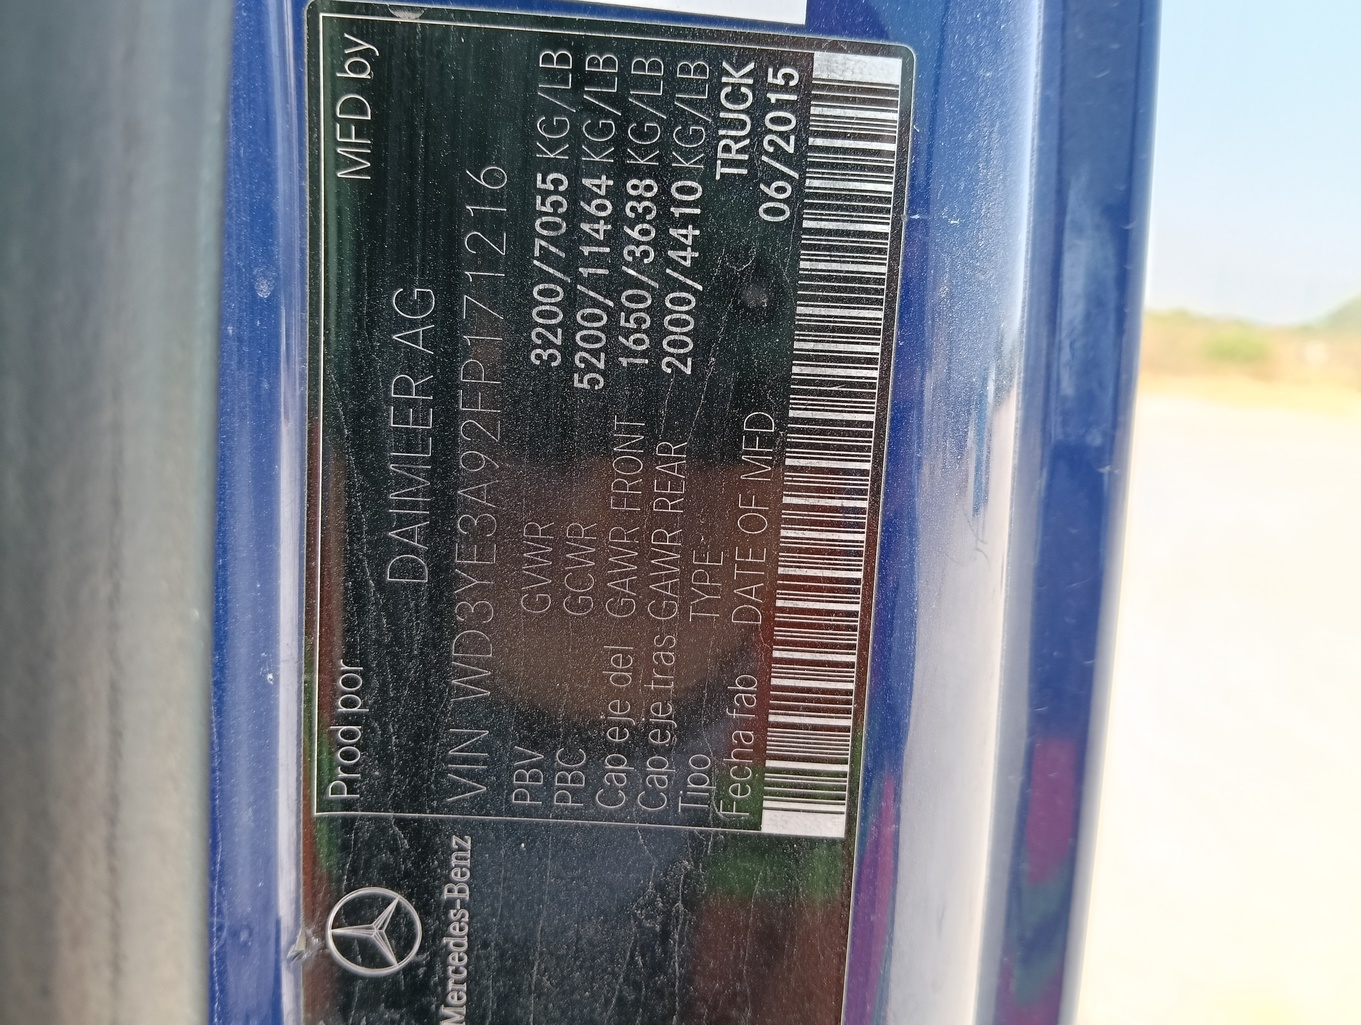 Prod por MFD by
DAIMLER AG
VIN WD3YE3A92FP171216
PBV GVWR 3200/7055 KG/LB
PBC GCWR 5200/11464 KG/LB
Cap eje del GAWR FRONT 1650/3638 KG/LB
Cap eje tras GAWR REAR 2000/4410 KG/LB
Tipo TYPE TRUCK
Fecha fab DATE OF MFD 06/2015
Mercedes-Benz